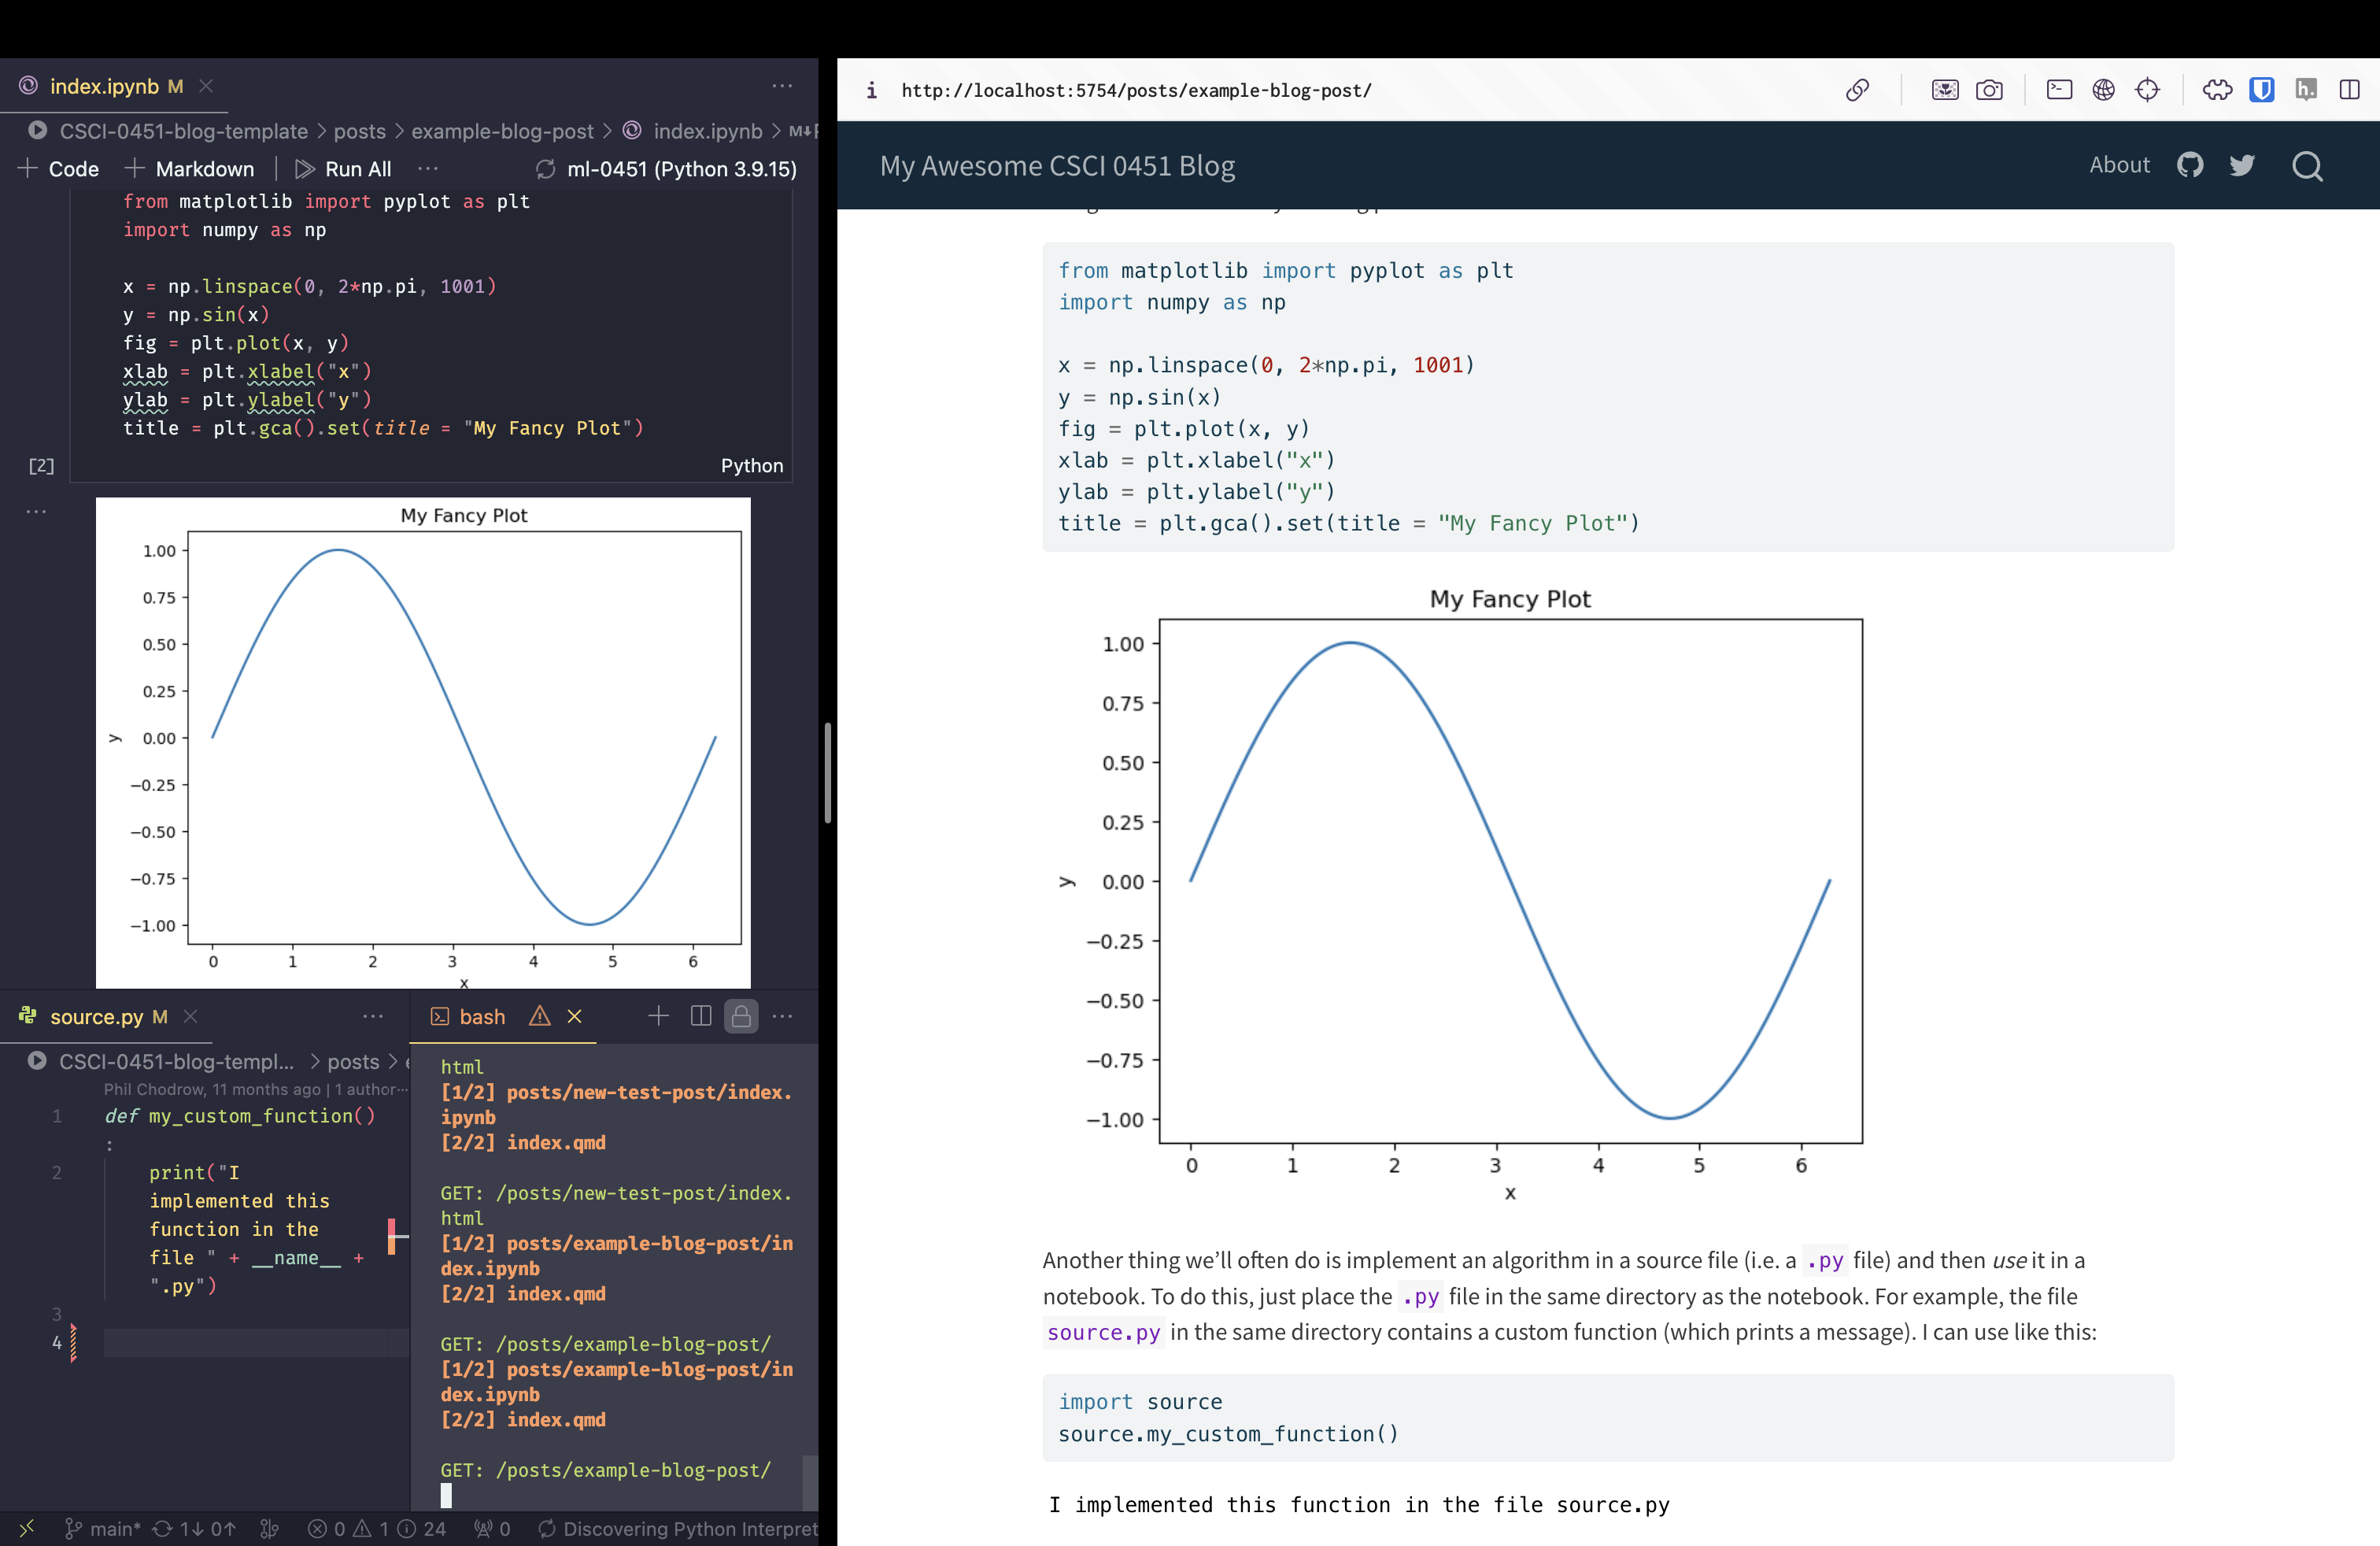 index.ipynb M
CSCI-0451-blog-template > posts > example-blog-post > index.ipynb > M↓
Code Markdown Run All ... ml-0451 (Python 3.9.15)
from matplotlib import pyplot as plt
import numpy as np
x = np.linspace(0, 2*np.pi, 1001)
y = np.sin(x)
fig = plt.plot(x, y)
xlab = plt.xlabel("x")
ylab = plt.ylabel("y")
title = plt.gca().set(title = "My Fancy Plot")
[2]
Python
My Fancy Plot
1.00
0.75
0.50
0.25
0.00
−0.25
−0.50
−0.75
−1.00
y
0 1 2 3 4 5 6
x
source.py M
CSCI-0451-blog-templ... > posts >
Phil Chodrow, 11 months ago | 1 author...
1 def my_custom_function()
:
2 print("I
implemented this
function in the
file " + __name__ +
".py")
3
4
bash
html
[1/2] posts/new-test-post/index.
ipynb
[2/2] index.qmd
GET: /posts/new-test-post/index.
html
[1/2] posts/example-blog-post/in
dex.ipynb
[2/2] index.qmd
GET: /posts/example-blog-post/
[1/2] posts/example-blog-post/in
dex.ipynb
[2/2] index.qmd
GET: /posts/example-blog-post/
main* 1↓ 0↑ 0 1 24 0 Discovering Python Interpret
http://localhost:5754/posts/example-blog-post/
h.
My Awesome CSCI 0451 Blog
About
from matplotlib import pyplot as plt
import numpy as np
x = np.linspace(0, 2*np.pi, 1001)
y = np.sin(x)
fig = plt.plot(x, y)
xlab = plt.xlabel("x")
ylab = plt.ylabel("y")
title = plt.gca().set(title = "My Fancy Plot")
My Fancy Plot
1.00
0.75
0.50
0.25
0.00
−0.25
−0.50
−0.75
−1.00
y
0 1 2 3 4 5 6
x
Another thing we’ll often do is implement an algorithm in a source file (i.e. a .py file) and then use it in a
notebook. To do this, just place the .py file in the same directory as the notebook. For example, the file
source.py in the same directory contains a custom function (which prints a message). I can use like this:
import source
source.my_custom_function()
I implemented this function in the file source.py